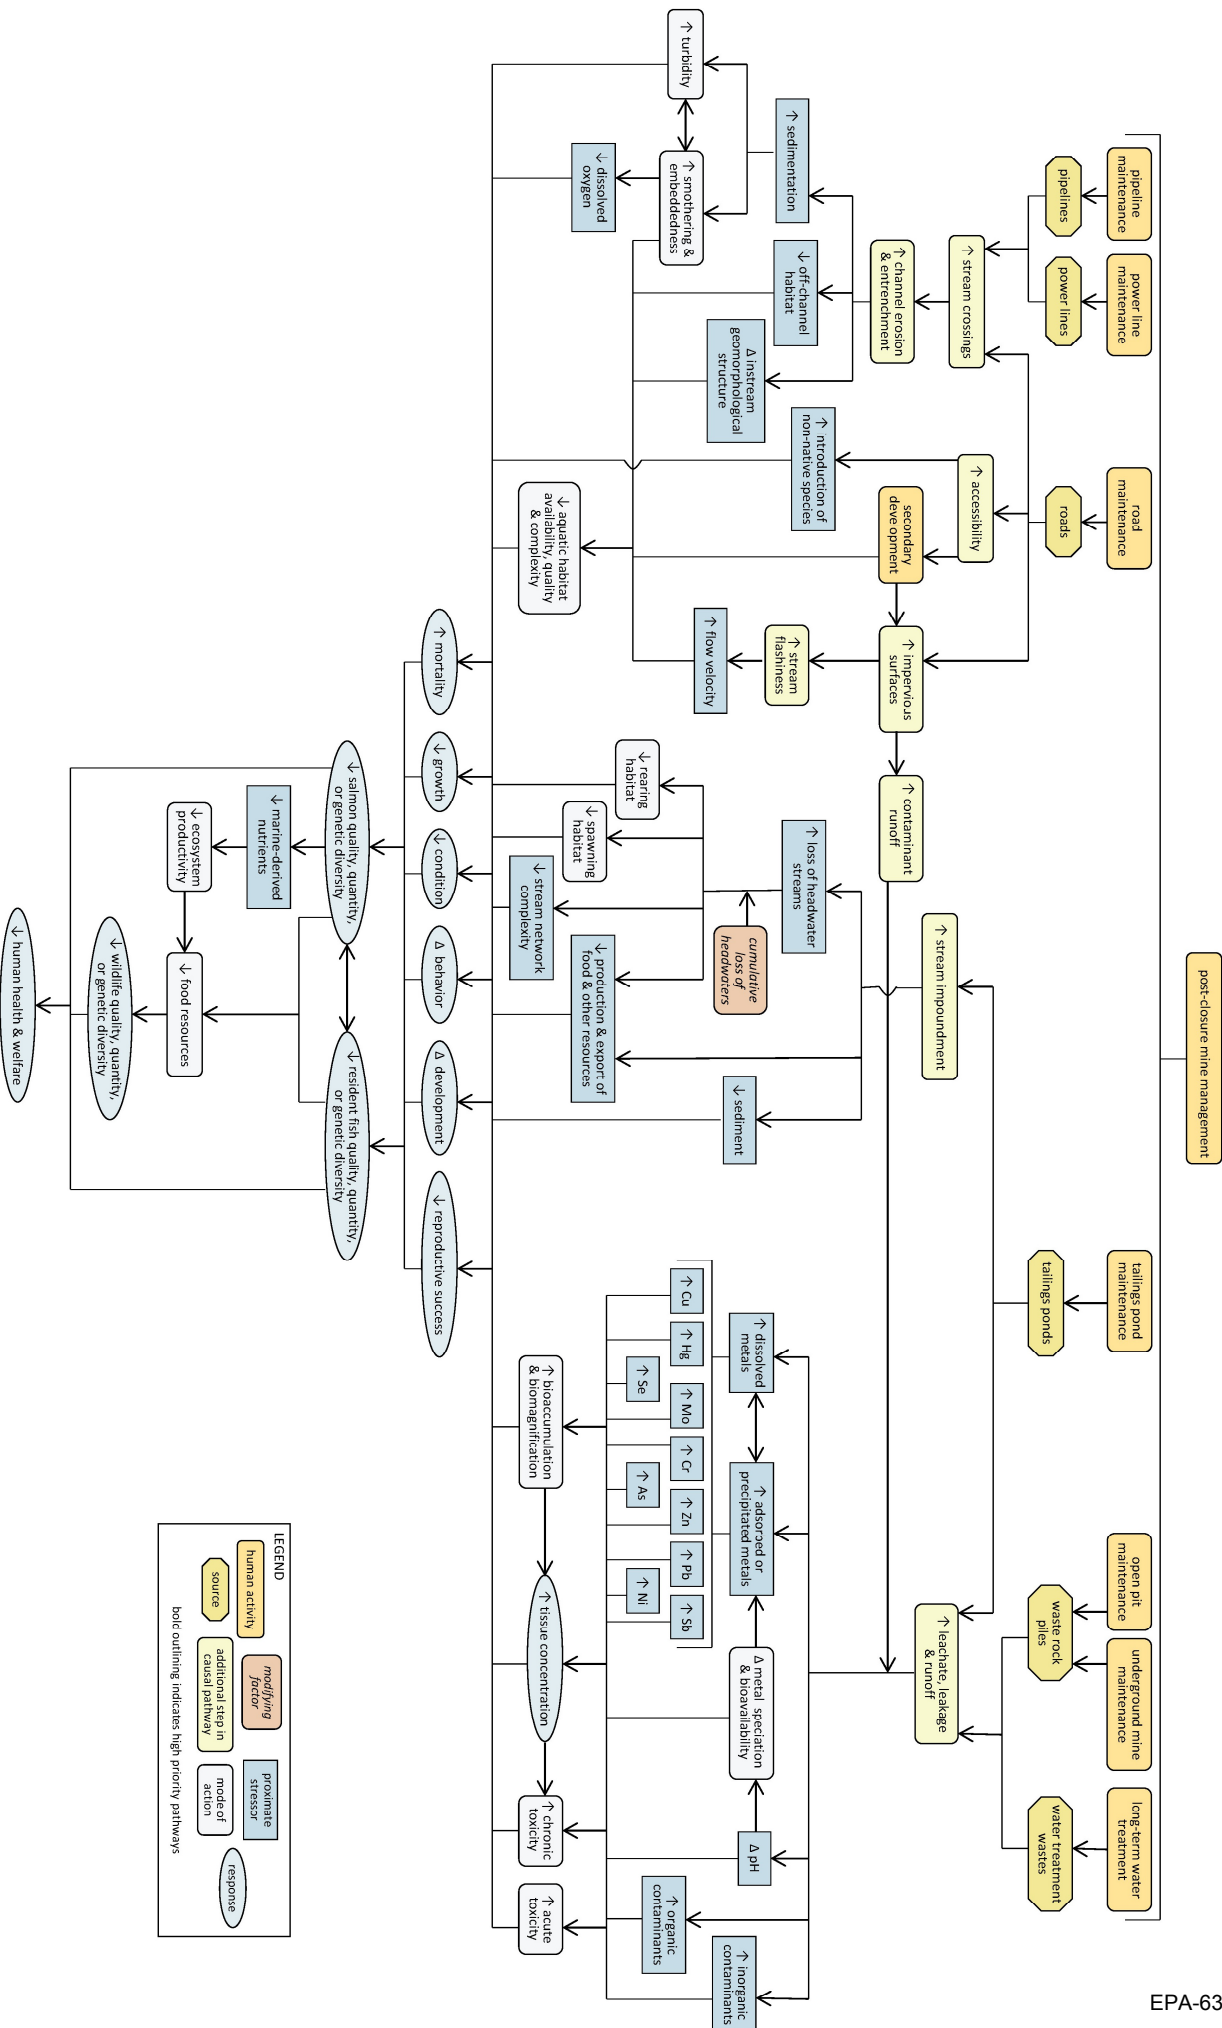 post-closure mine management
pipeline
maintenance
power line
maintenance
road
maintenance
tailings pond
maintenance
open pit
maintenance
underground mine
maintenance
long-term water
treatment
pipelines
power lines
roads
tailings ponds
waste rock
piles
water treatment
wastes
↑ stream crossings
↑ accessibility
↑ stream impoundment
↑ leachate, leakage
& runoff
↑ channel erosion
& entrenchment
secondary
deve opment
↑ impervious
surfaces
↑ contaminant
runoff
↑ sedimentation
↓ off-channel
habitat
Δ instream
geomorphological
structure
↑ ntroduction of
non-native species
↑ stream
flashiness
↑ flow velocity
↑ loss of headwater
streams
cumulative
loss of
headwaters
↓ sediment
↑ dissolved
metals
↑ adsorbed or
precipitated metals
Δ metal speciation
& bioavailability
Δ pH
↑ organic
contaminants
↑ inorganic
contaminants
↑ turbidity
↑ smothering &
embeddedness
↓ dissolved
oxygen
↓ aquatic habitat
availability, quality
& complexity
↓ rearing
habitat
↓ spawning
habitat
↓ stream network
complexity
↓ production & export of
food & other resources
↑ Cu
↑ Hg
↑ Se
↑ Mo
↑ Cr
↑ As
↑ Zn
↑ Pb
↑ Ni
↑ Sb
↑ bioaccumulation
& biomagnification
↑ tissue concentration
↑ chronic
toxicity
↑ acute
toxicity
↑ mortality
↓ growth
↓ condition
Δ behavior
Δ development
↓ reproductive success
↓ salmon quality, quantity,
or genetic diversity
↓ resident fish quality, quantity,
or genetic diversity
↓ marine-derived
nutrients
↓ ecosystem
productivity
↓ food resources
↓ wildlife quality, quantity,
or genetic diversity
↓ human health & welfare
LEGEND
human activity
modifying
factor
proximate
stressor
source
additional step in
causal pathway
mode of
action
response
bold outlining indicates high priority pathways
EPA-63